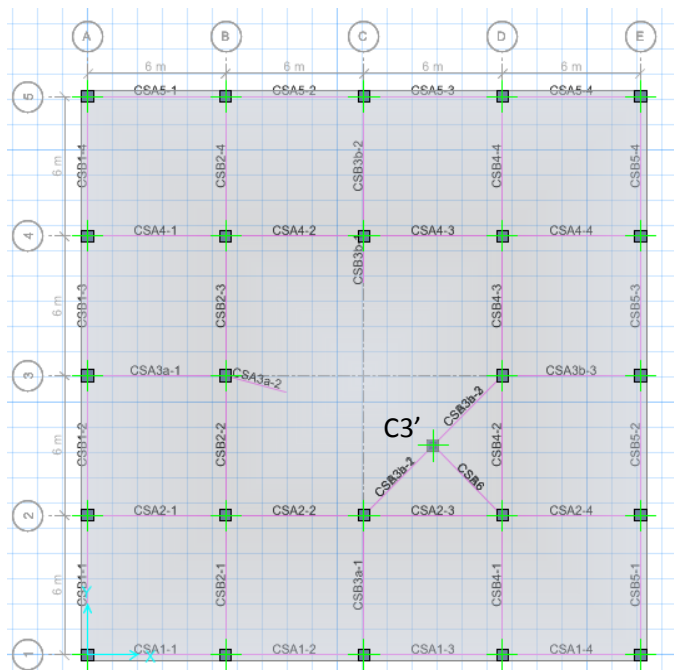 A B C D E
6 m 6 m 6 m 6 m
5 CSA5-1 CSA5-2 CSA5-3 CSA5-4
6 m CSB1-4 CSB2-4 CSB3b-2 CSB4-4 CSB5-4
4 CSA4-1 CSA4-2 CSA4-3 CSA4-4
6 m CSB1-3 CSB2-3 CSB4-3 CSB5-3
3 CSA3a-1 CSA3a-2 CSA3b-3
C3’
6 m CSB1-2 CSB2-2 CSB4-2 CSB6 CSB5-2
2 CSA2-1 CSA2-2 CSA2-3 CSA2-4
6 m CSB1-1 CSB2-1 CSB3a-1 CSB4-1 CSB5-1
1 CSA1-1 CSA1-2 CSA1-3 CSA1-4
X